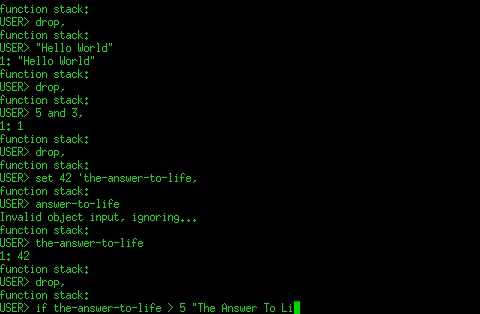 function stack:
USER> drop,
function stack:
USER> "Hello World"
1: "Hello World"
function stack:
USER> drop,
function stack:
USER> 5 and 3,
1: 1
function stack:
USER> drop,
function stack:
USER> set 42 'the-answer-to-life,
function stack:
USER> answer-to-life
Invalid object input, ignoring...
function stack:
USER> the-answer-to-life
1: 42
function stack:
USER> drop,
function stack:
USER> if the-answer-to-life > 5 "The Answer To Li